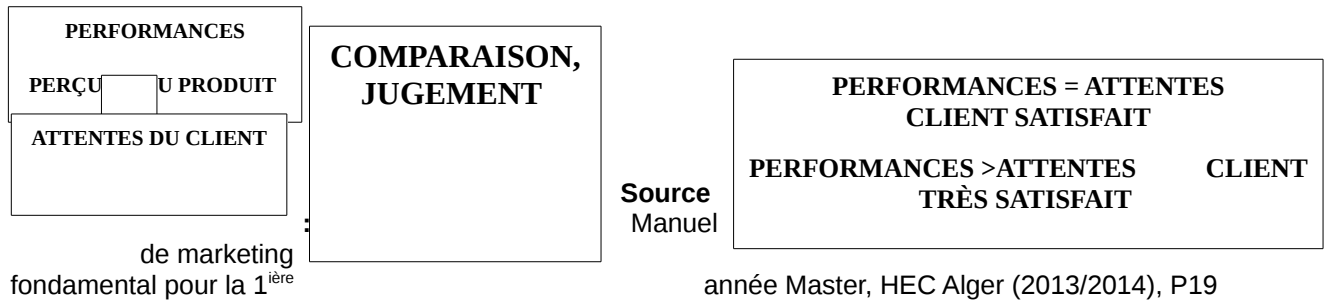 PERFORMANCES
PERÇU U PRODUIT
ATTENTES DU CLIENT
COMPARAISON,
JUGEMENT
PERFORMANCES = ATTENTES
CLIENT SATISFAIT
PERFORMANCES >ATTENTES CLIENT
TRÈS SATISFAIT
Source
: Manuel
de marketing
fondamental pour la 1ière année Master, HEC Alger (2013/2014), P19